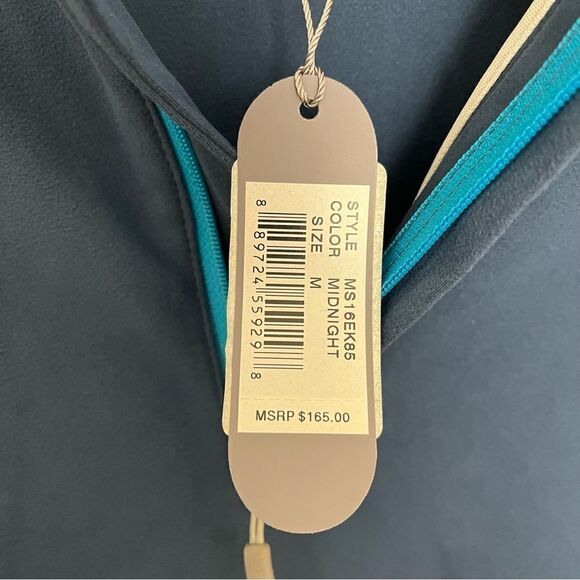 STYLE MS16EK85
COLOR MIDNIGHT
SIZE M
8 89724 55929 8
MSRP $165.00